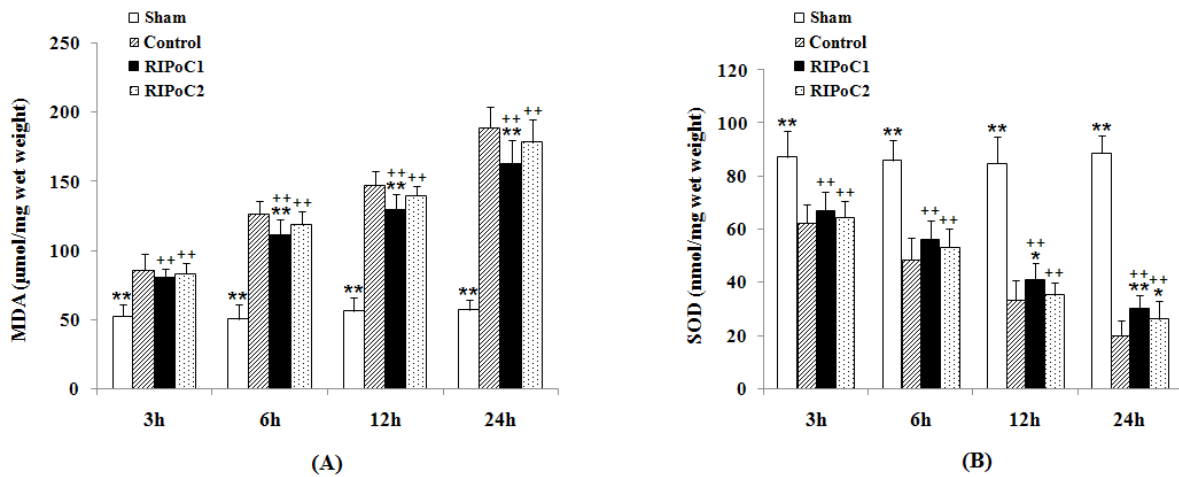 Sham
Control
RIPoC1
RIPoC2
MDA (µmol/mg wet weight)
250
200
150
100
50
0
**
++
++
**
++
**
++
**
++
**
++
**
++
**
++
**
3h
6h
12h
24h
(A)
Sham
Control
RIPoC1
RIPoC2
SOD (nmol/mg wet weight)
120
100
80
60
40
20
0
**
++
++
**
++
++
**
++
*
++
**
++
**
++
*
3h
6h
12h
24h
(B)